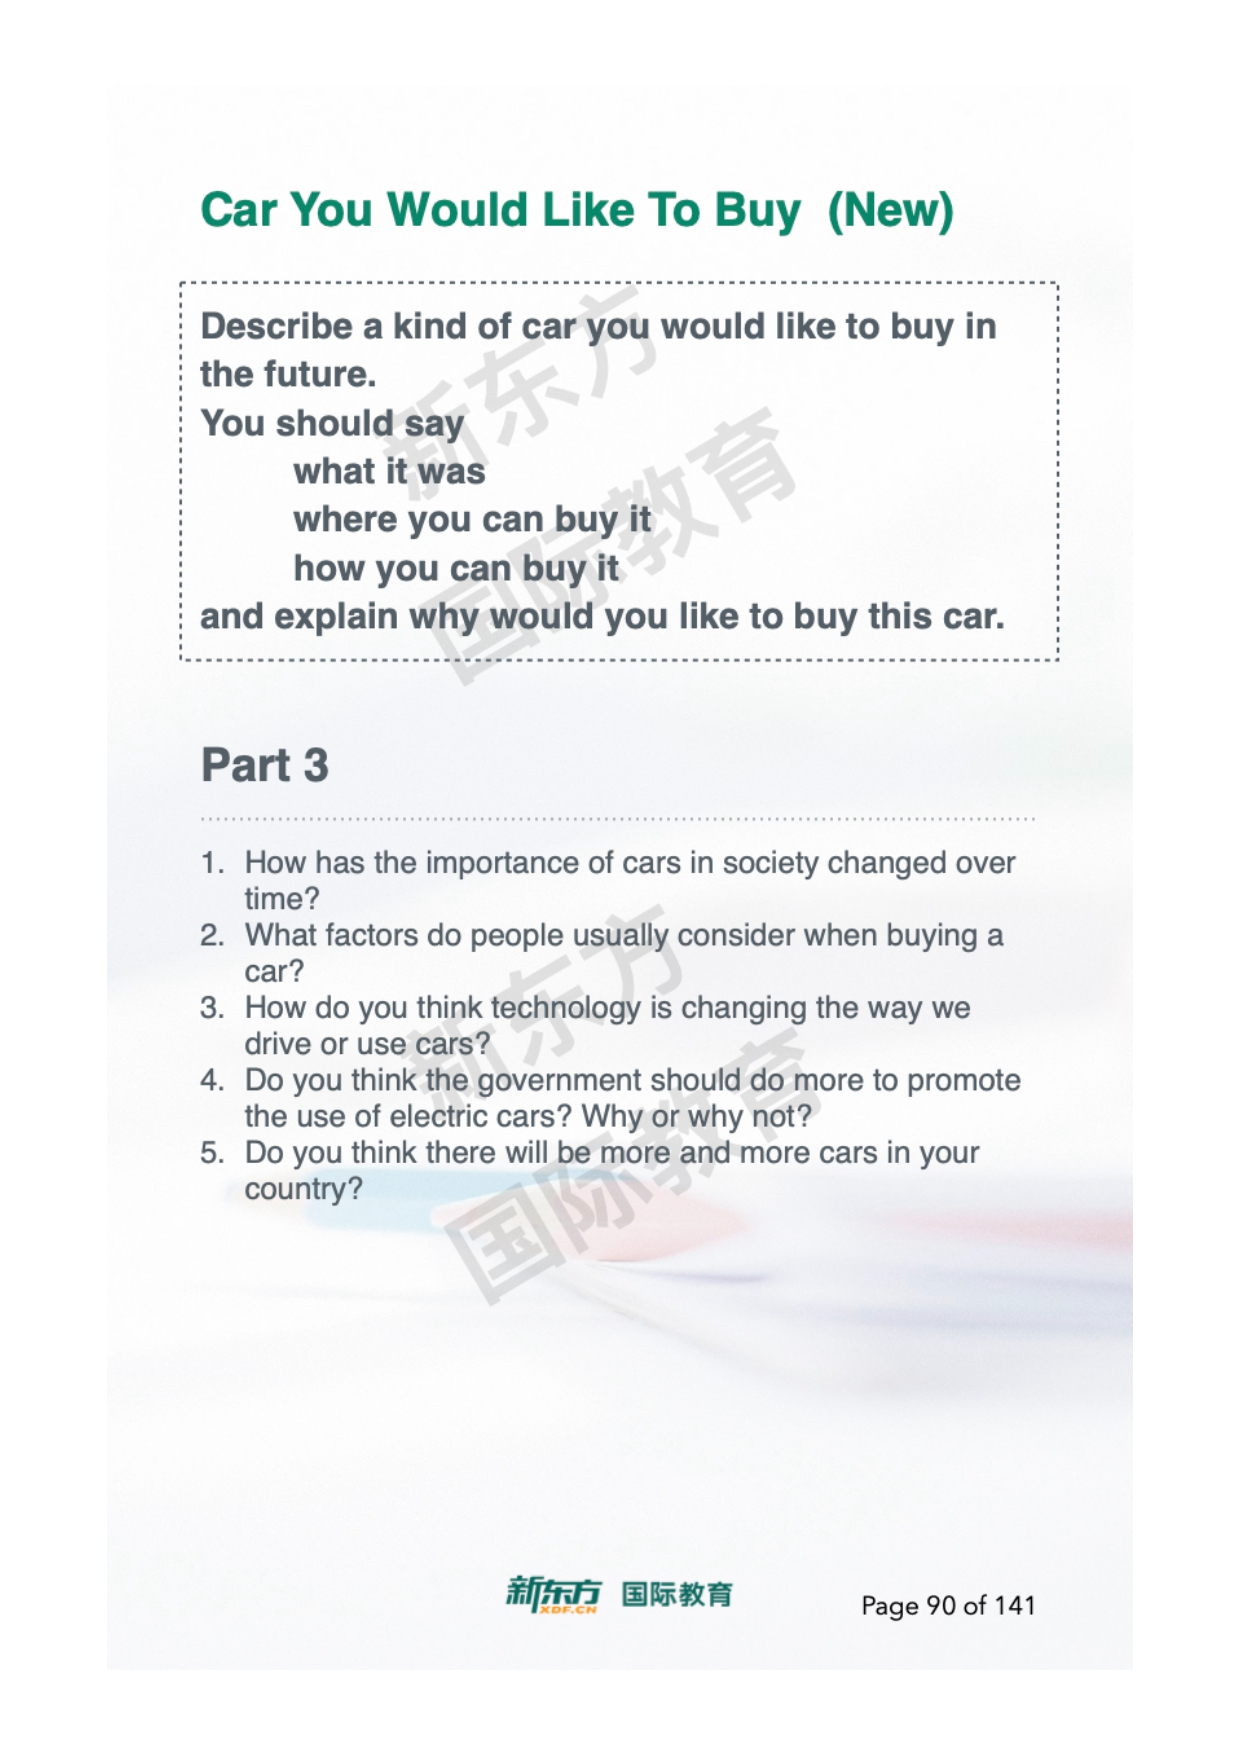 Car You Would Like To Buy (New)
Describe a kind of car you would like to buy in
the future.
You should say
what it was
where you can buy it
how you can buy it
and explain why would you like to buy this car.
新东方
国际教育
Part 3
1. How has the importance of cars in society changed over
time?
2. What factors do people usually consider when buying a
car?
3. How do you think technology is changing the way we
drive or use cars?
4. Do you think the government should do more to promote
the use of electric cars? Why or why not?
5. Do you think there will be more and more cars in your
country?
新东方
国际教育
新东方 国际教育
XDF.CN
Page 90 of 141